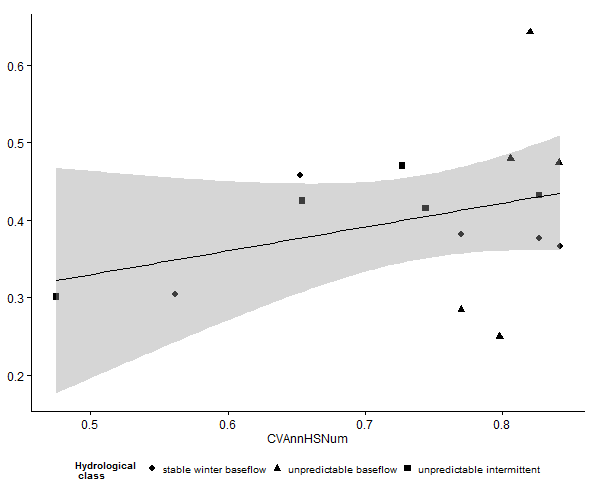 0.6
0.5
0.4
0.3
0.2
0.5 0.6 0.7 0.8
CVAnnHSNum
Hydrological
class
stable winter baseflow unpredictable baseflow unpredictable intermittent